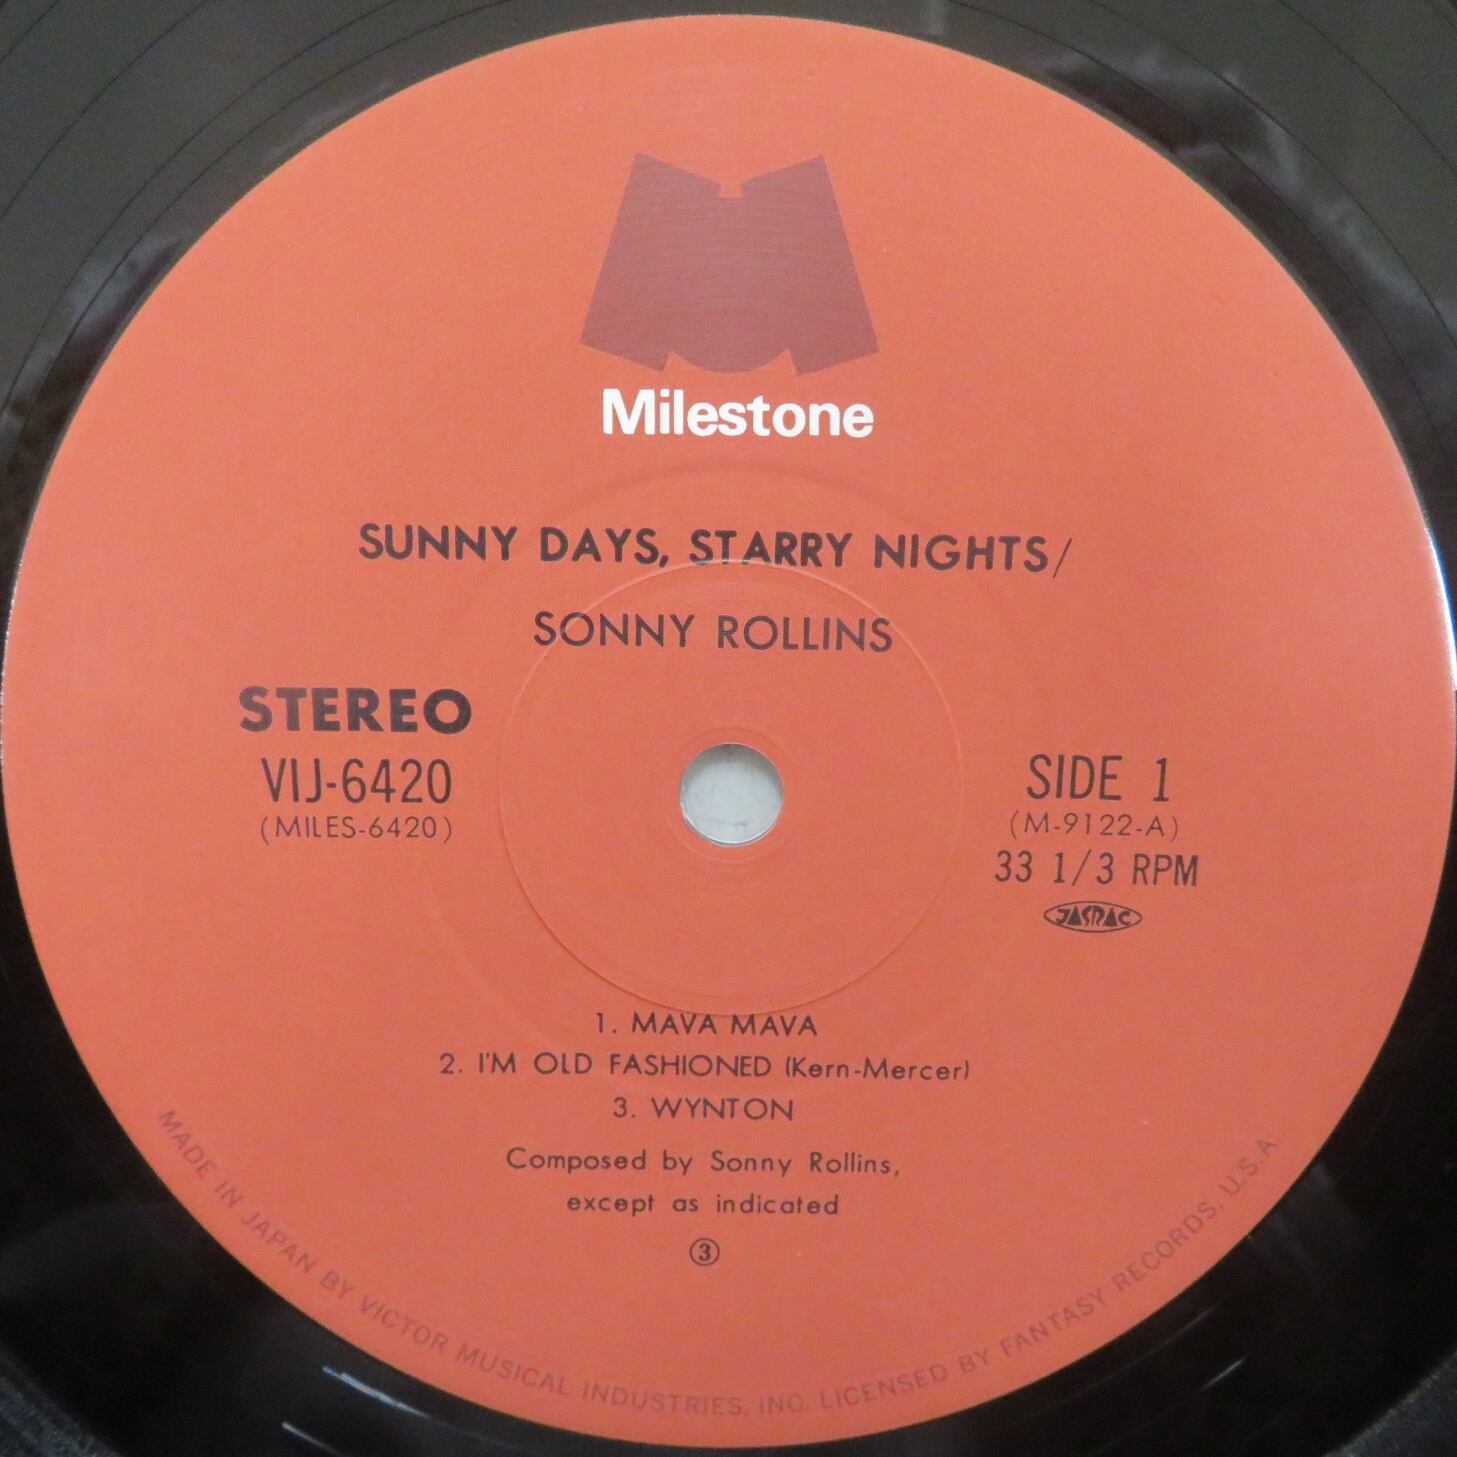 Milestone
SUNNY DAYS, STARRY NIGHTS/
SONNY ROLLINS
STEREO
VIJ-6420
(MILES-6420)
SIDE 1
(M-9122-A)
33 1/3 RPM
JASRAC
1. MAVA MAVA
2. I'M OLD FASHIONED (Kern-Mercer)
3. WYNTON
Composed by Sonny Rollins,
except as indicated
③
MADE IN JAPAN BY VICTOR MUSICAL INDUSTRIES, INC. LICENSED BY FANTASY RECORDS, U.S.A.